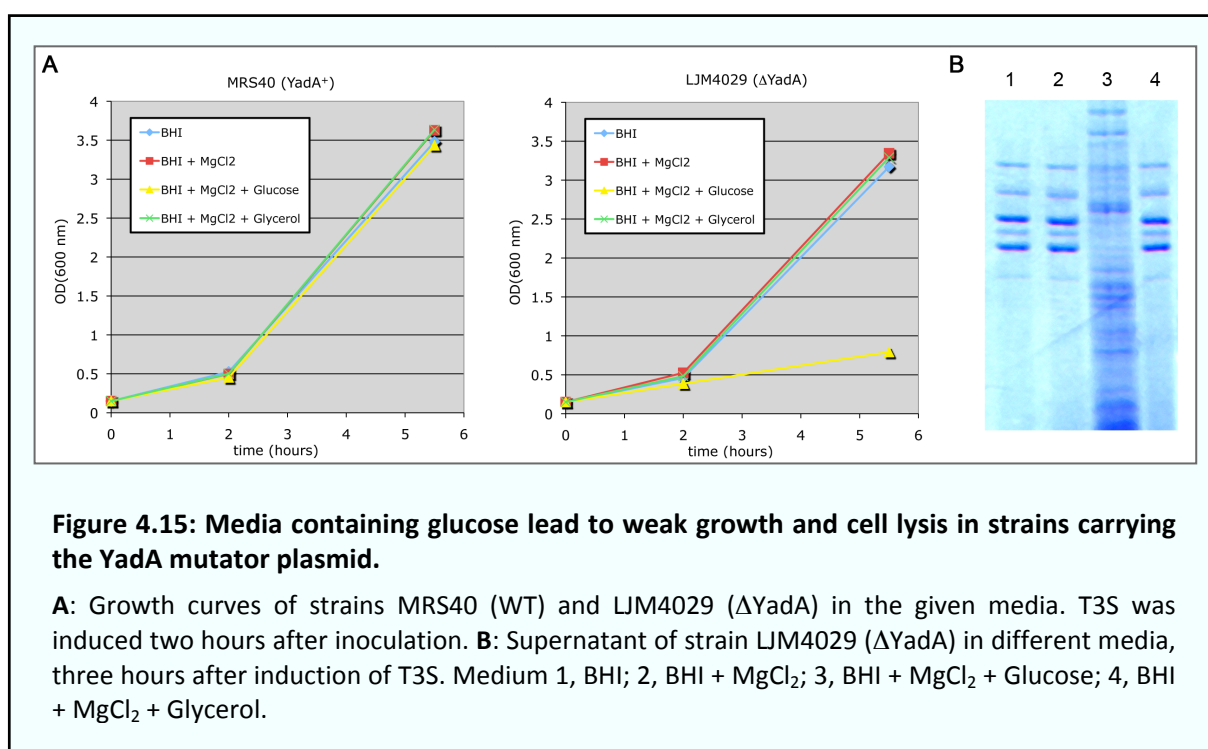 A
MRS40 (YadA⁺)
4
3.5
3
2.5
2
1.5
1
0.5
0
OD(600 nm)
BHI
BHI + MgCl2
BHI + MgCl2 + Glucose
BHI + MgCl2 + Glycerol
0 1 2 3 4 5 6
time (hours)
LJM4029 (ΔYadA)
4
3.5
3
2.5
2
1.5
1
0.5
0
OD(600 nm)
BHI
BHI + MgCl2
BHI + MgCl2 + Glucose
BHI + MgCl2 + Glycerol
0 1 2 3 4 5 6
time (hours)
B
1 2 3 4
Figure 4.15: Media containing glucose lead to weak growth and cell lysis in strains carrying
the YadA mutator plasmid.
A: Growth curves of strains MRS40 (WT) and LJM4029 (ΔYadA) in the given media. T3S was
induced two hours after inoculation. B: Supernatant of strain LJM4029 (ΔYadA) in different media,
three hours after induction of T3S. Medium 1, BHI; 2, BHI + MgCl₂; 3, BHI + MgCl₂ + Glucose; 4, BHI
+ MgCl₂ + Glycerol.